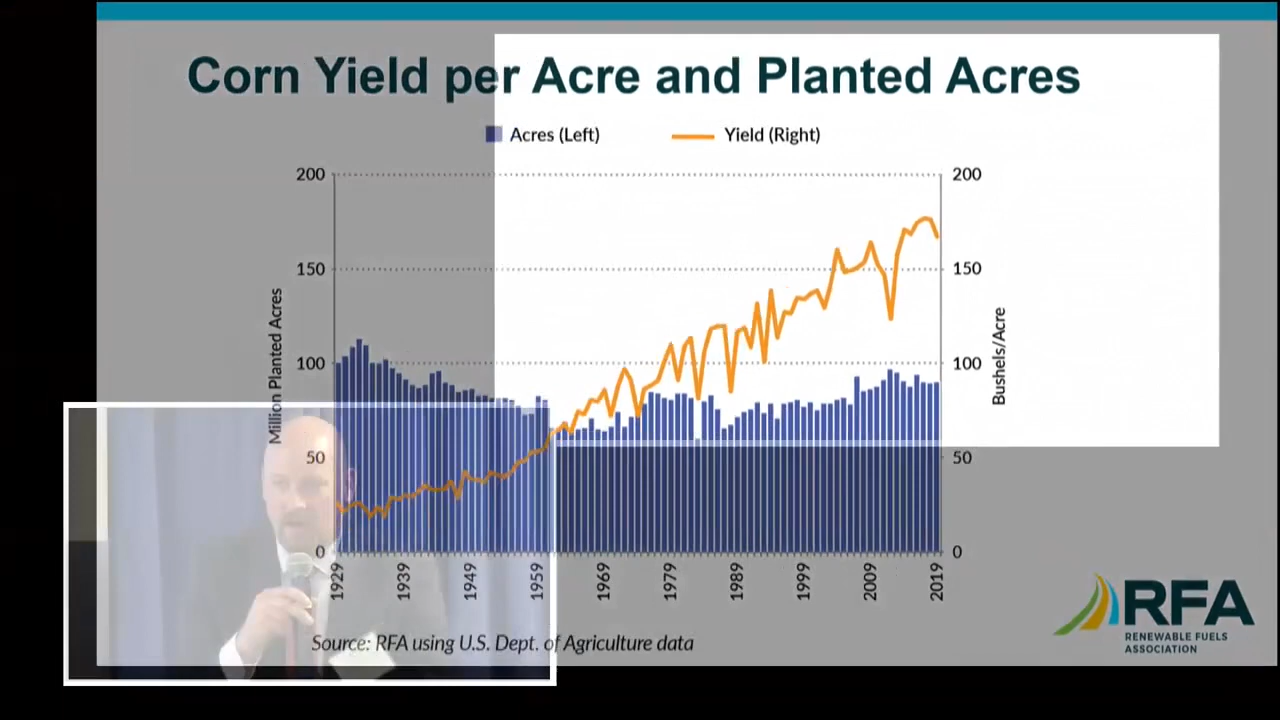 Corn Yield per Acre and Planted Acres
Acres (Left)
Yield (Right)
200
150
100
50
0
Million Planted Acres
200
150
100
50
0
Bushels/Acre
1929
1939
1949
1959
1969
1979
1989
1999
2009
2019
Source: RFA using U.S. Dept. of Agriculture data
RFA
RENEWABLE FUELS
ASSOCIATION